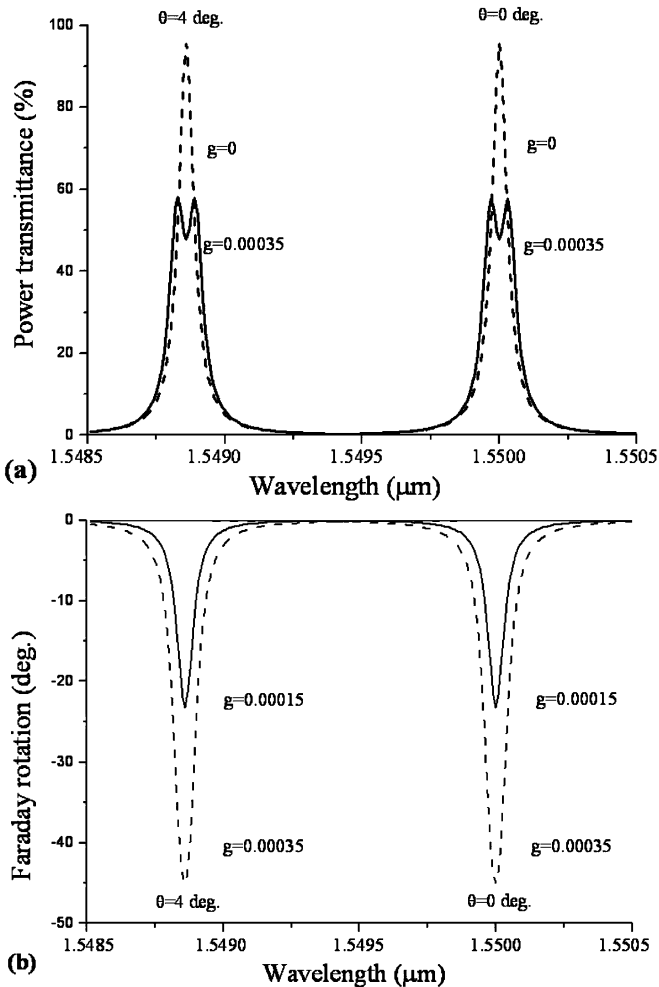 θ=4 deg.
θ=0 deg.
100
80
60
40
20
0
Power transmittance (%)
g=0
g=0
g=0.00035
g=0.00035
1.5485
1.5490
1.5495
1.5500
1.5505
(a)
Wavelength (μm)
0
-10
-20
-30
-40
-50
Faraday rotation (deg.)
g=0.00015
g=0.00015
g=0.00035
g=0.00035
θ=4 deg.
θ=0 deg.
1.5485
1.5490
1.5495
1.5500
1.5505
(b)
Wavelength (μm)